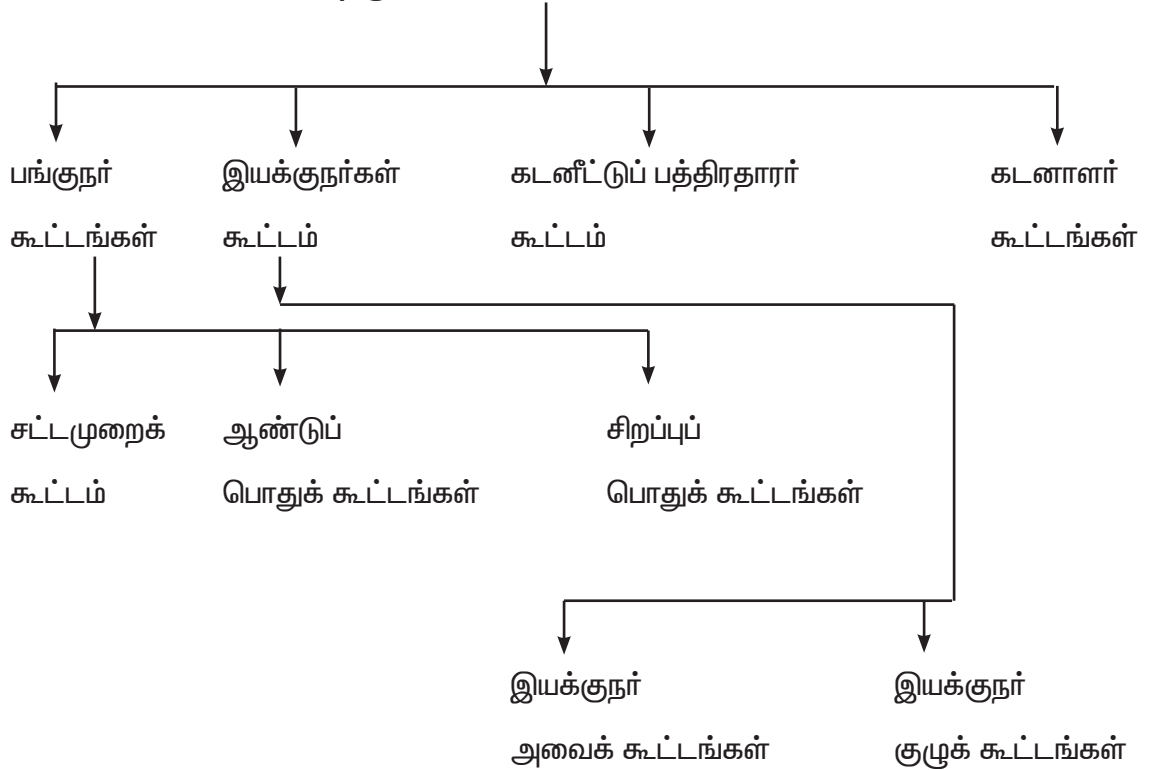 பங்குநர்
கூட்டங்கள்
இயக்குநர்கள்
கூட்டம்
கடனீட்டுப் பத்திரதாரர்
கூட்டம்
கடனாளர்
கூட்டங்கள்
சட்டமுறைக்
கூட்டம்
ஆண்டுப்
பொதுக் கூட்டங்கள்
சிறப்புப்
பொதுக் கூட்டங்கள்
இயக்குநர்
அவைக் கூட்டங்கள்
இயக்குநர்
குழுக் கூட்டங்கள்